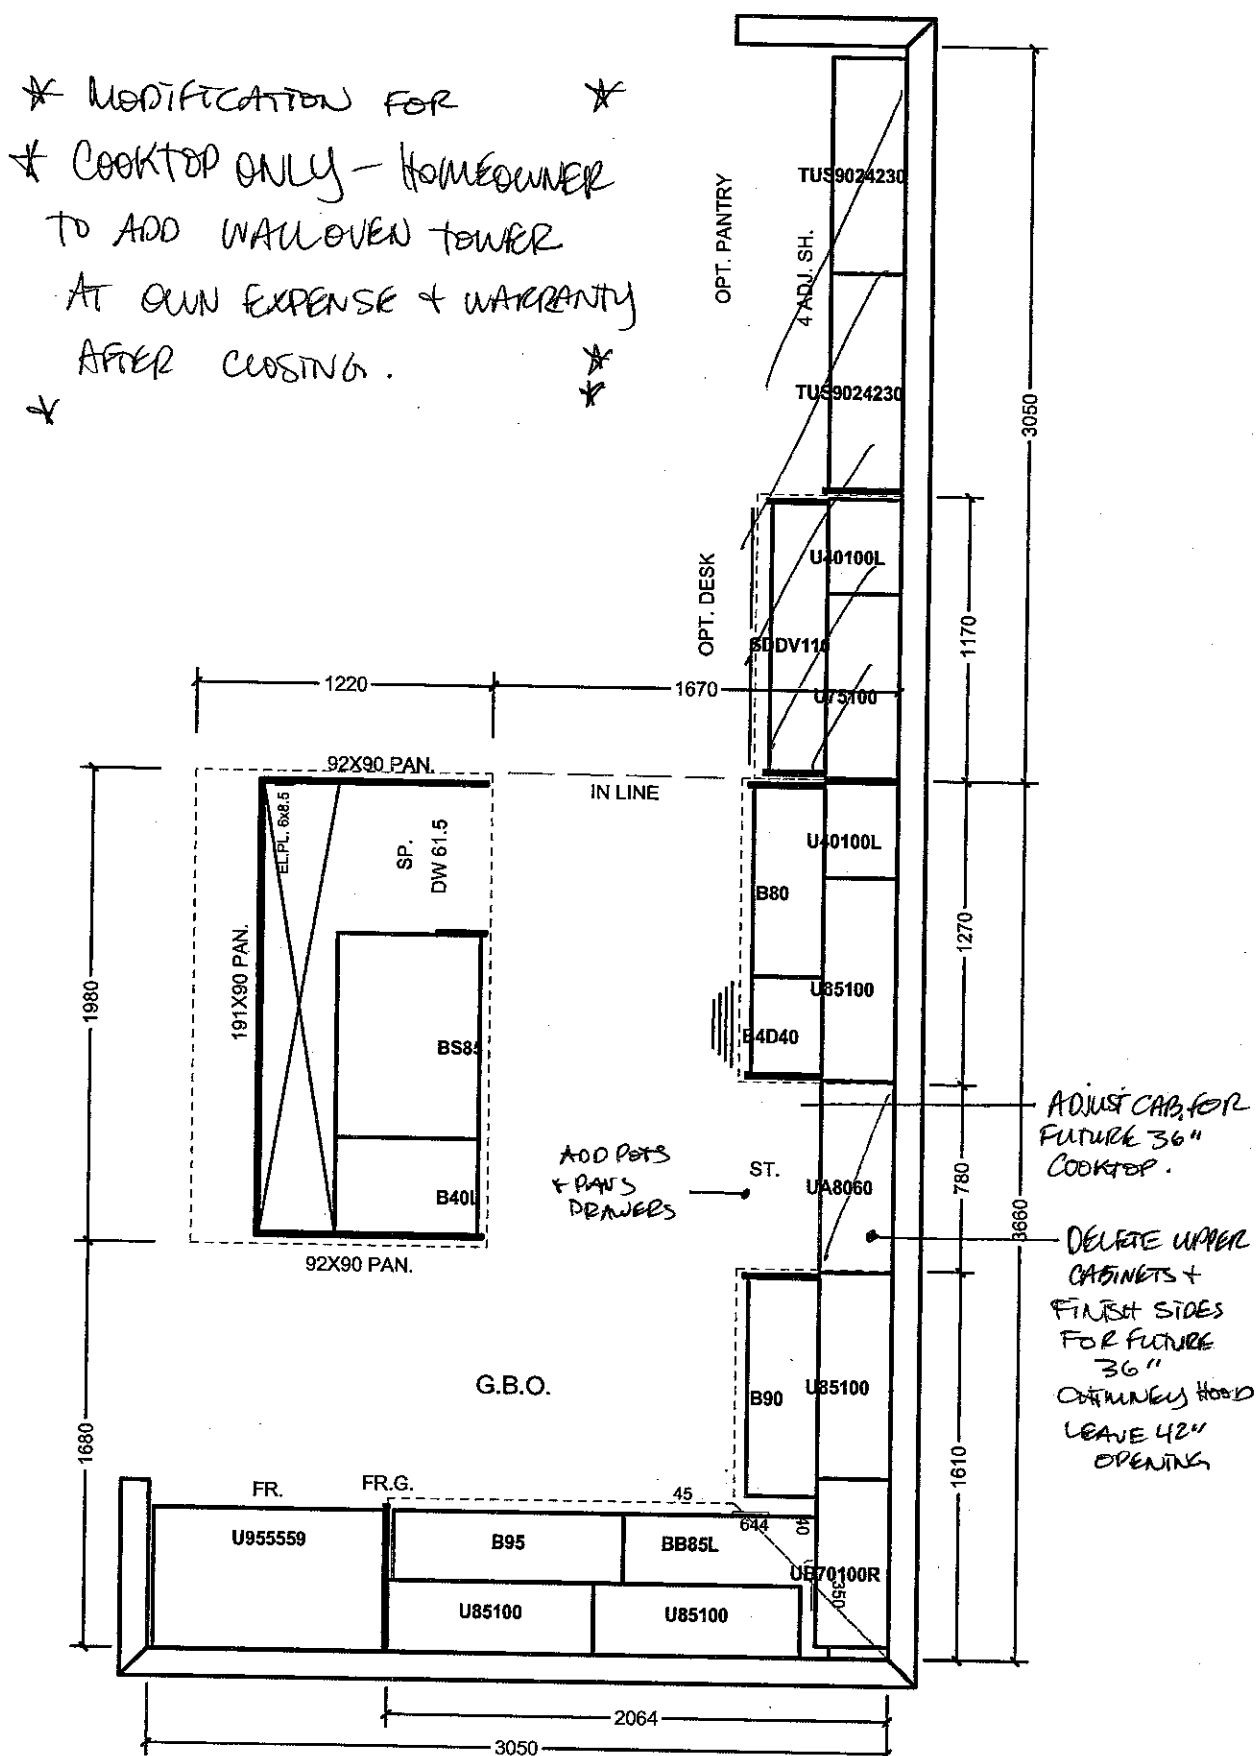 * MODIFICATION FOR *
* COOKTOP ONLY - HOMEOWNER
TO ADD WALLOVEN TOWER
AT OWN EXPENSE + WARRANTY
AFTER CLOSING. *
* *
TUS9024230
OPT. PANTRY
4 ADJ. SH.
TUS9024230
3050
U40100L
OPT. DESK
SDDV110
U75100
1170
1220
1670
92X90 PAN.
IN LINE
EL.PL. 6x8.5
SP.
DW 61.5
U40100L
B80
1270
191X90 PAN.
1980
BS85
U85100
B4D40
ADJUST CAB. FOR
FUTURE 36"
COOKTOP.
ADD POTS
+ PANS
DRAWERS
ST.
UA8060
780
3660
B40L
92X90 PAN.
DELETE UPPER
CABINETS +
FINISH SIDES
FOR FUTURE
36"
CHIMNEY HOOD
LEAVE 42"
OPENING
G.B.O.
B90
U85100
1680
1610
FR.
FR.G.
45
644
40
U955559
B95
BB85L
UB70100R
350
U85100
U85100
2064
3050